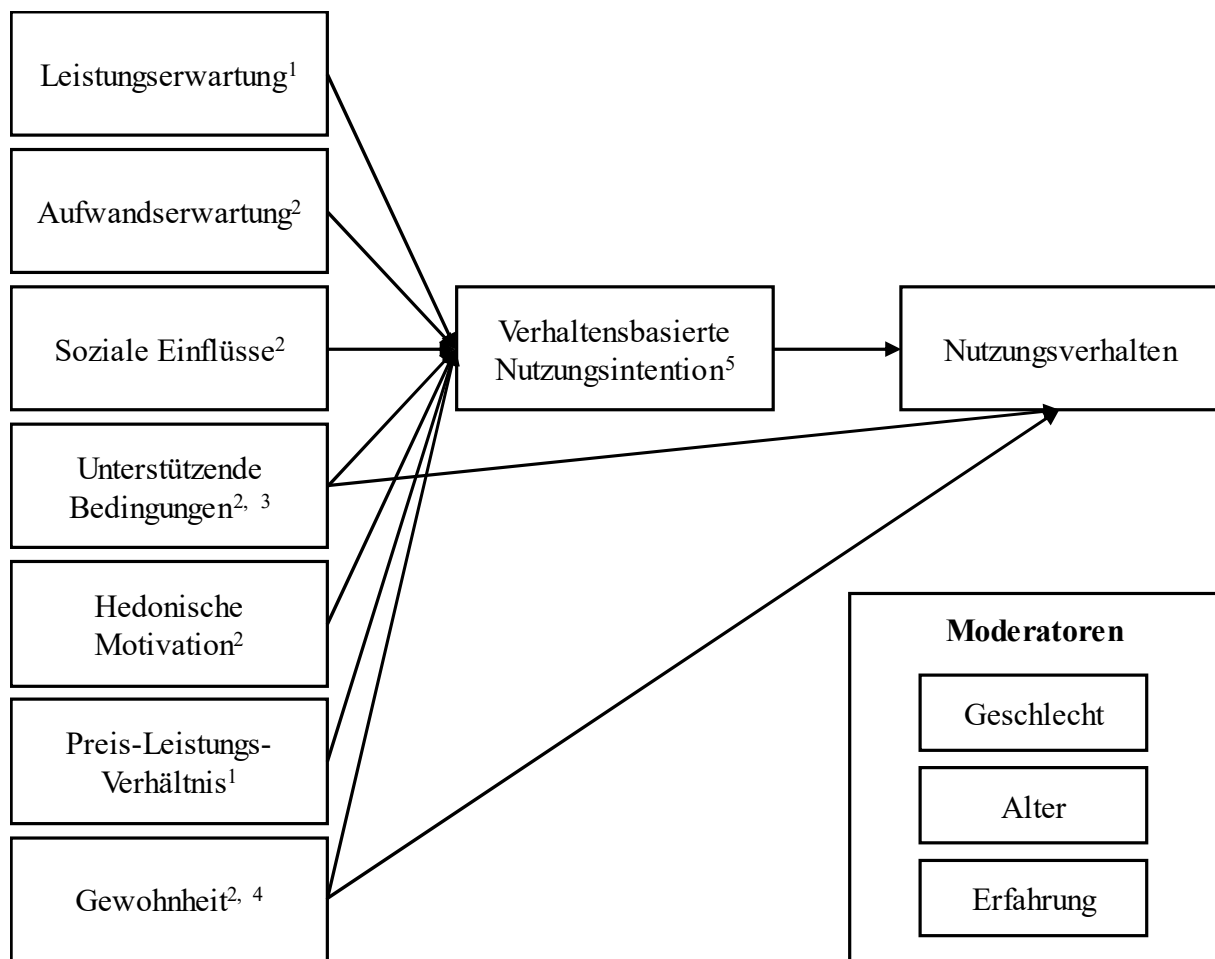 Leistungserwartung¹
Aufwandserwartung²
Soziale Einflüsse²
Unterstützende
Bedingungen², ³
Hedonische
Motivation²
Preis-Leistungs-
Verhältnis¹
Gewohnheit², ⁴
Verhaltensbasierte
Nutzungsintention⁵
Nutzungsverhalten
Moderatoren
Geschlecht
Alter
Erfahrung